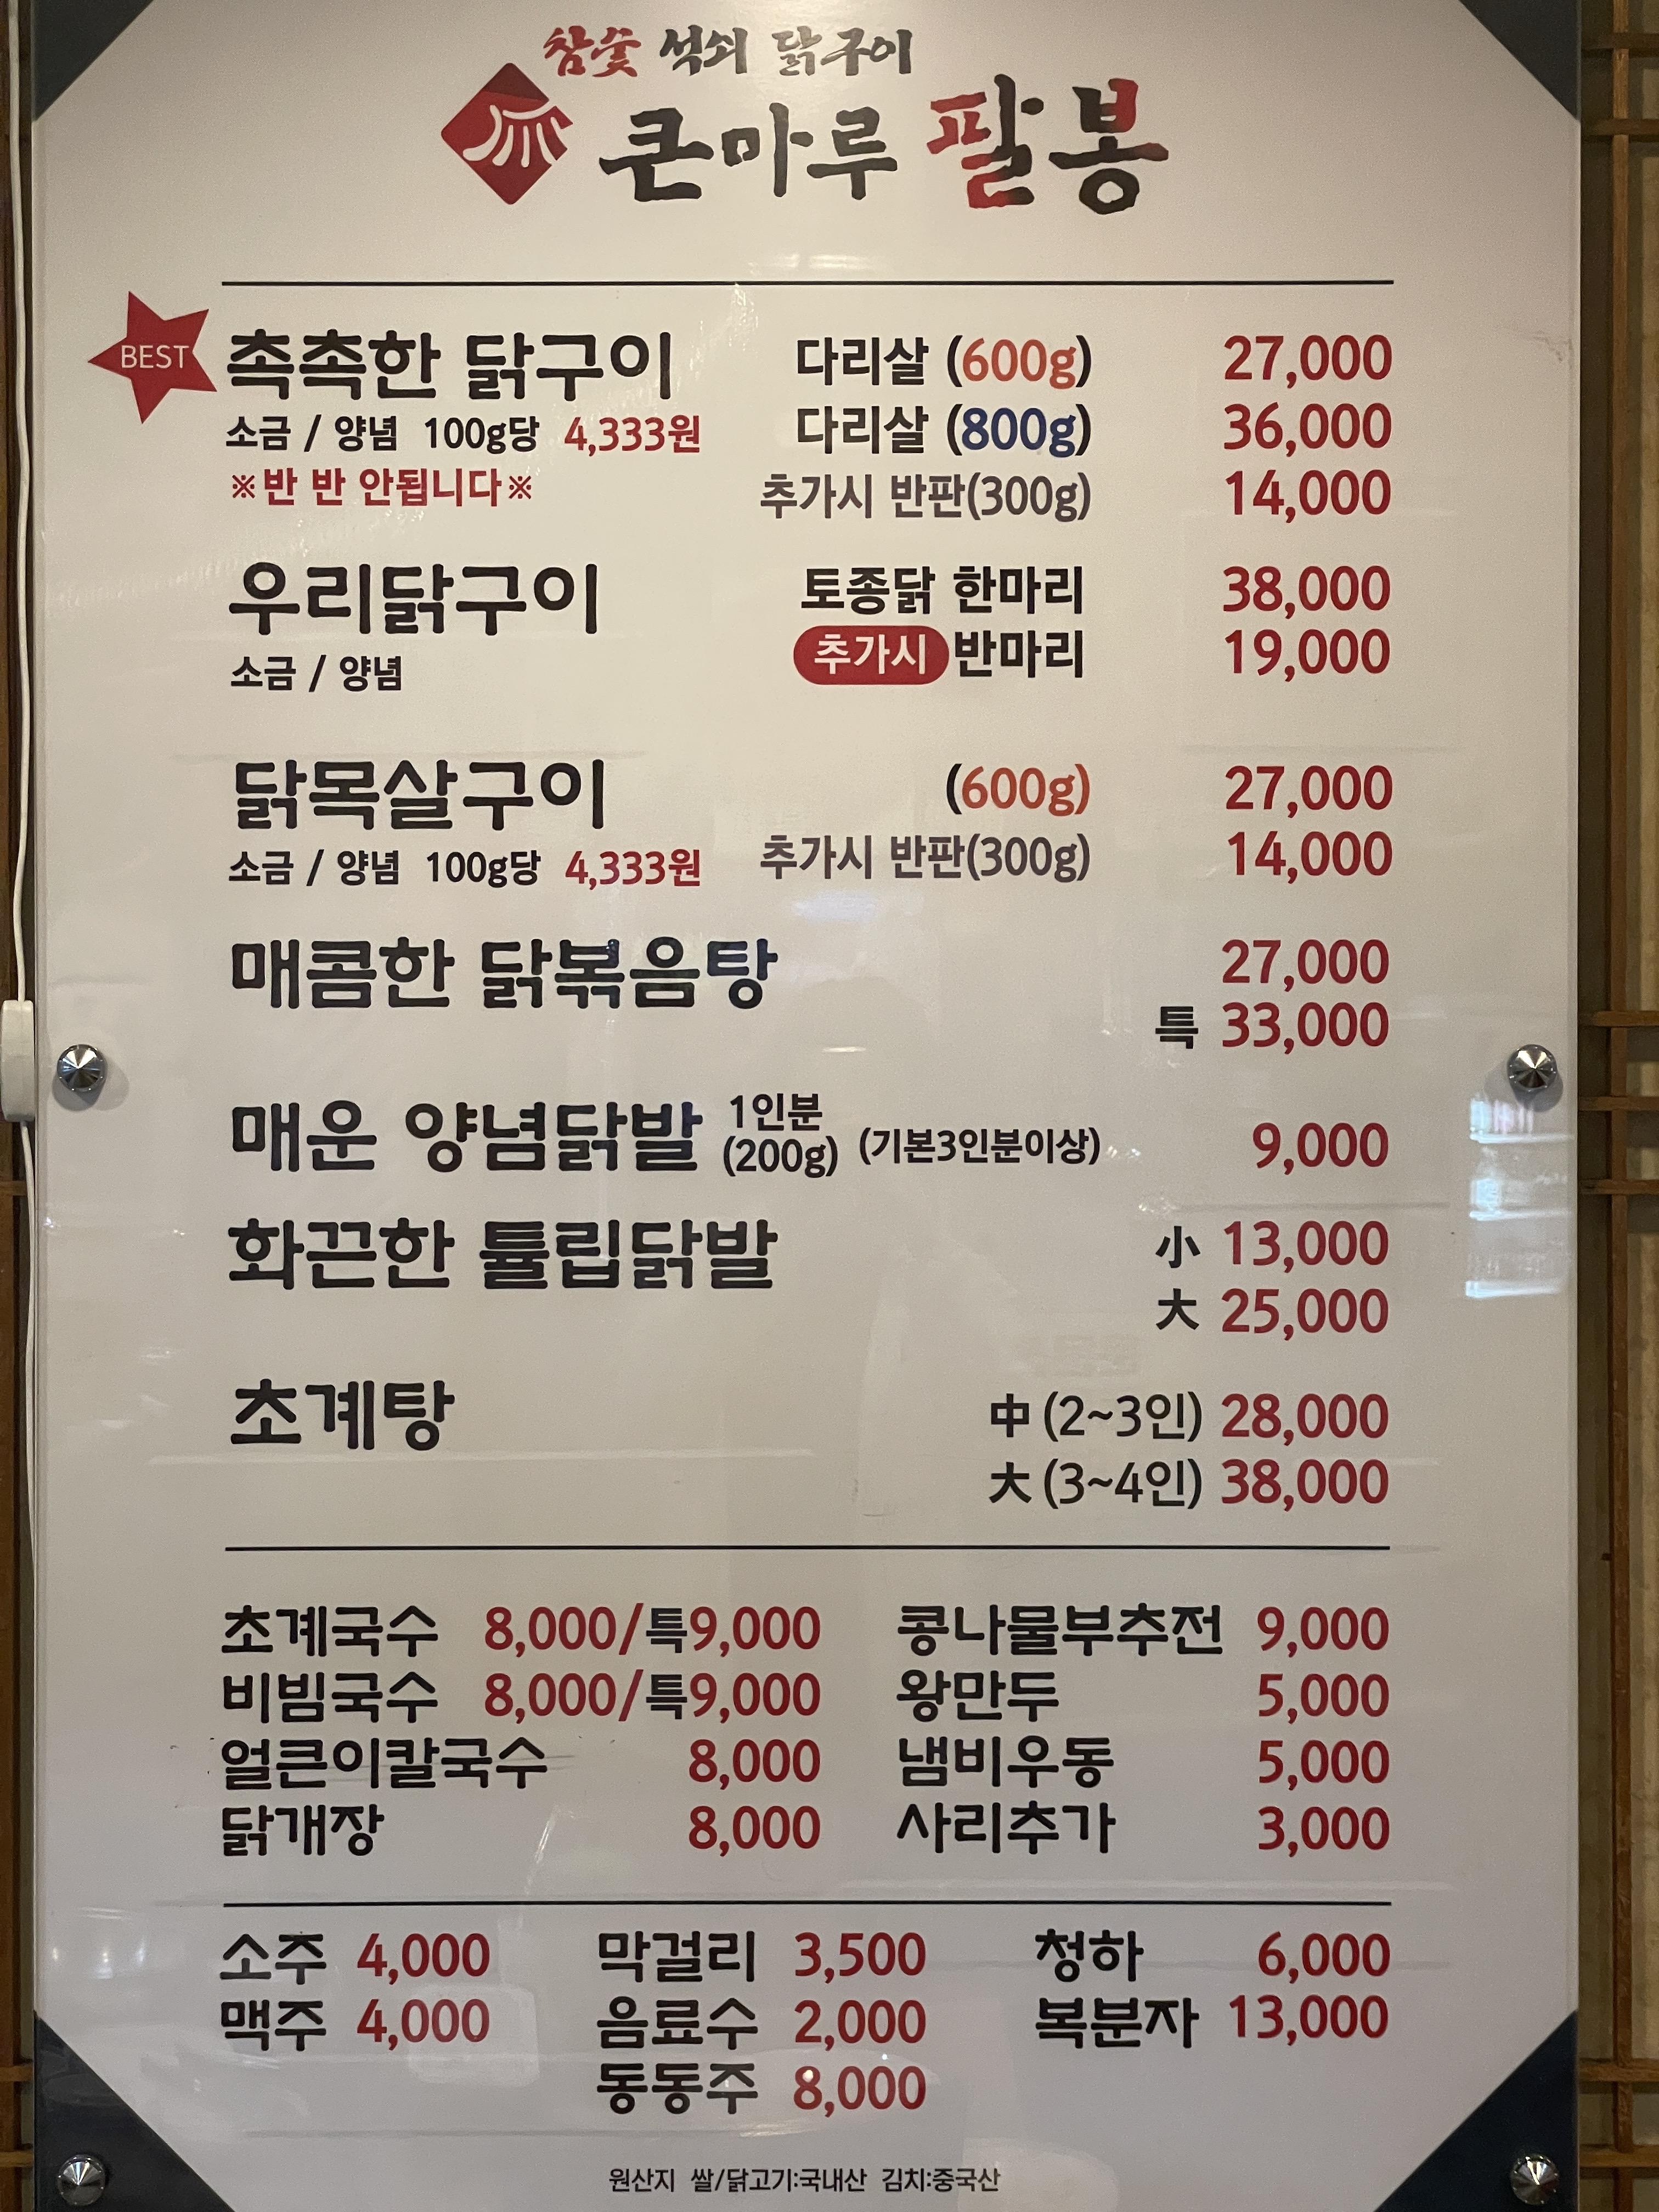 참숯 석쇠 닭구이
큰마루 팔봉
BEST
촉촉한 닭구이 다리살 (600g) 27,000
소금 / 양념 100g당 4,333원 다리살 (800g) 36,000
※반 반 안됩니다※ 추가시 반판(300g) 14,000
우리닭구이 토종닭 한마리 38,000
소금 / 양념 추가시 반마리 19,000
닭목살구이 (600g) 27,000
소금 / 양념 100g당 4,333원 추가시 반판(300g) 14,000
매콤한 닭볶음탕 27,000
특 33,000
매운 양념닭발 1인분 (200g) (기본3인분이상) 9,000
화끈한 튤립닭발 小 13,000
大 25,000
초계탕 中 (2~3인) 28,000
大 (3~4인) 38,000
초계국수 8,000/특9,000 콩나물부추전 9,000
비빔국수 8,000/특9,000 왕만두 5,000
얼큰이칼국수 8,000 냄비우동 5,000
닭개장 8,000 사리추가 3,000
소주 4,000 막걸리 3,500 청하 6,000
맥주 4,000 음료수 2,000 복분자 13,000
동동주 8,000
원산지 쌀/닭고기:국내산 김치:중국산